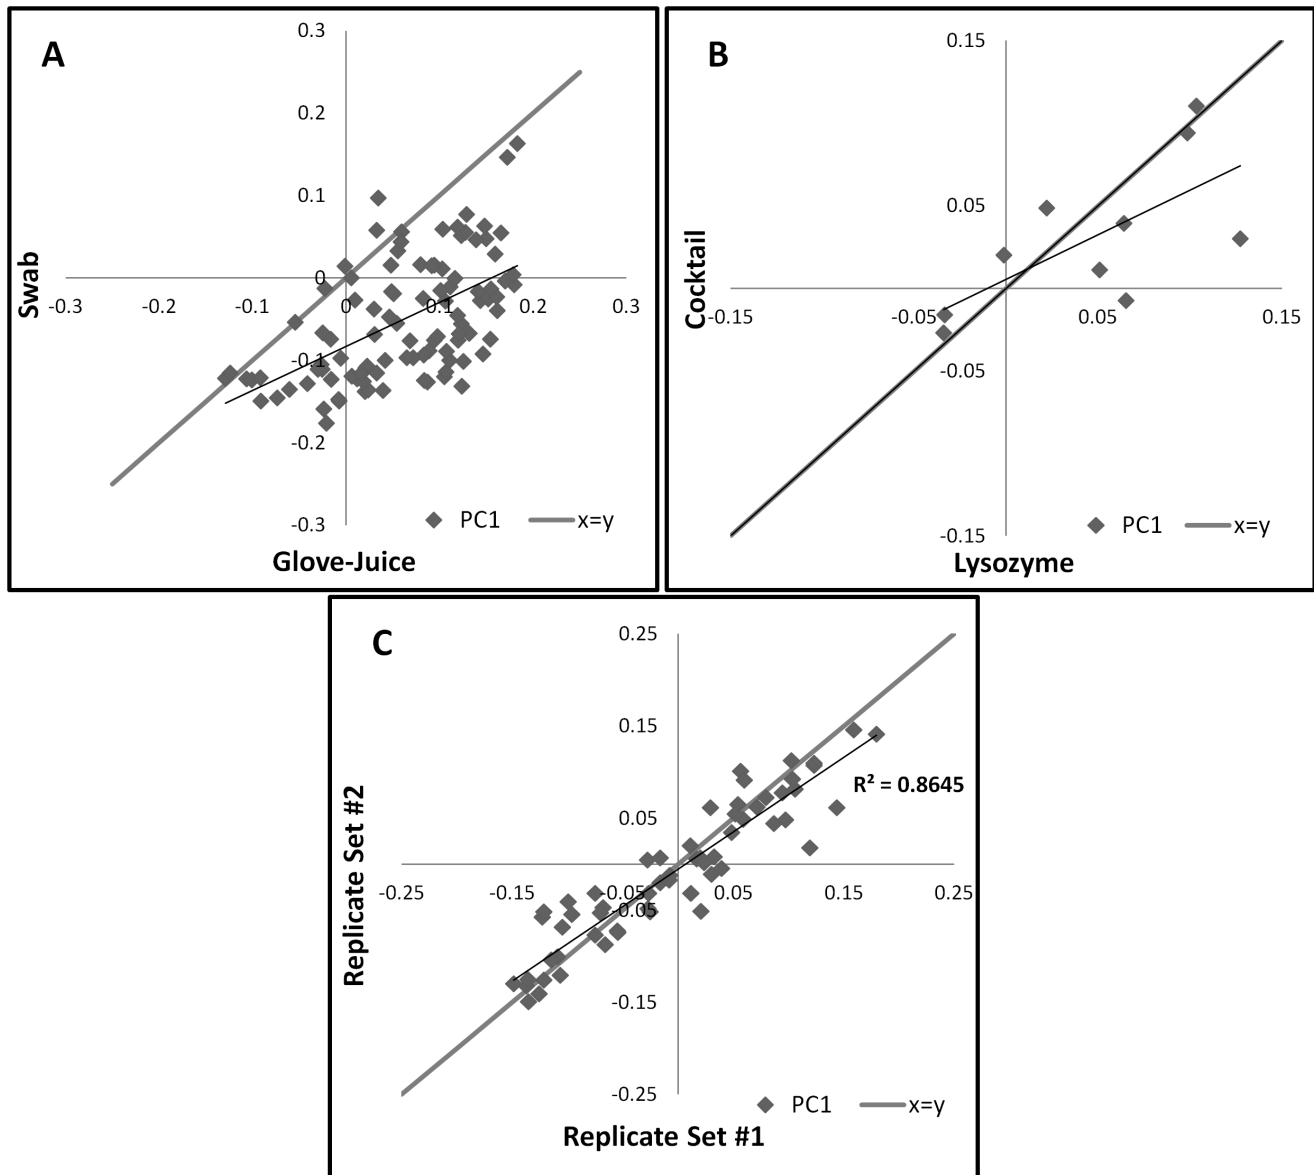 A
0.3
0.2
0.1
0
-0.3
-0.2
-0.1
0
0.1
0.2
0.3
-0.1
-0.2
-0.3
Swab
PC1
x=y
Glove-Juice
B
0.15
0.05
-0.15
-0.05
0.05
0.15
-0.05
-0.15
Cocktail
PC1
x=y
Lysozyme
C
0.25
0.15
R² = 0.8645
0.05
-0.25
-0.15
-0.05
0.05
0.15
0.25
-0.05
-0.15
-0.25
Replicate Set #2
PC1
x=y
Replicate Set #1